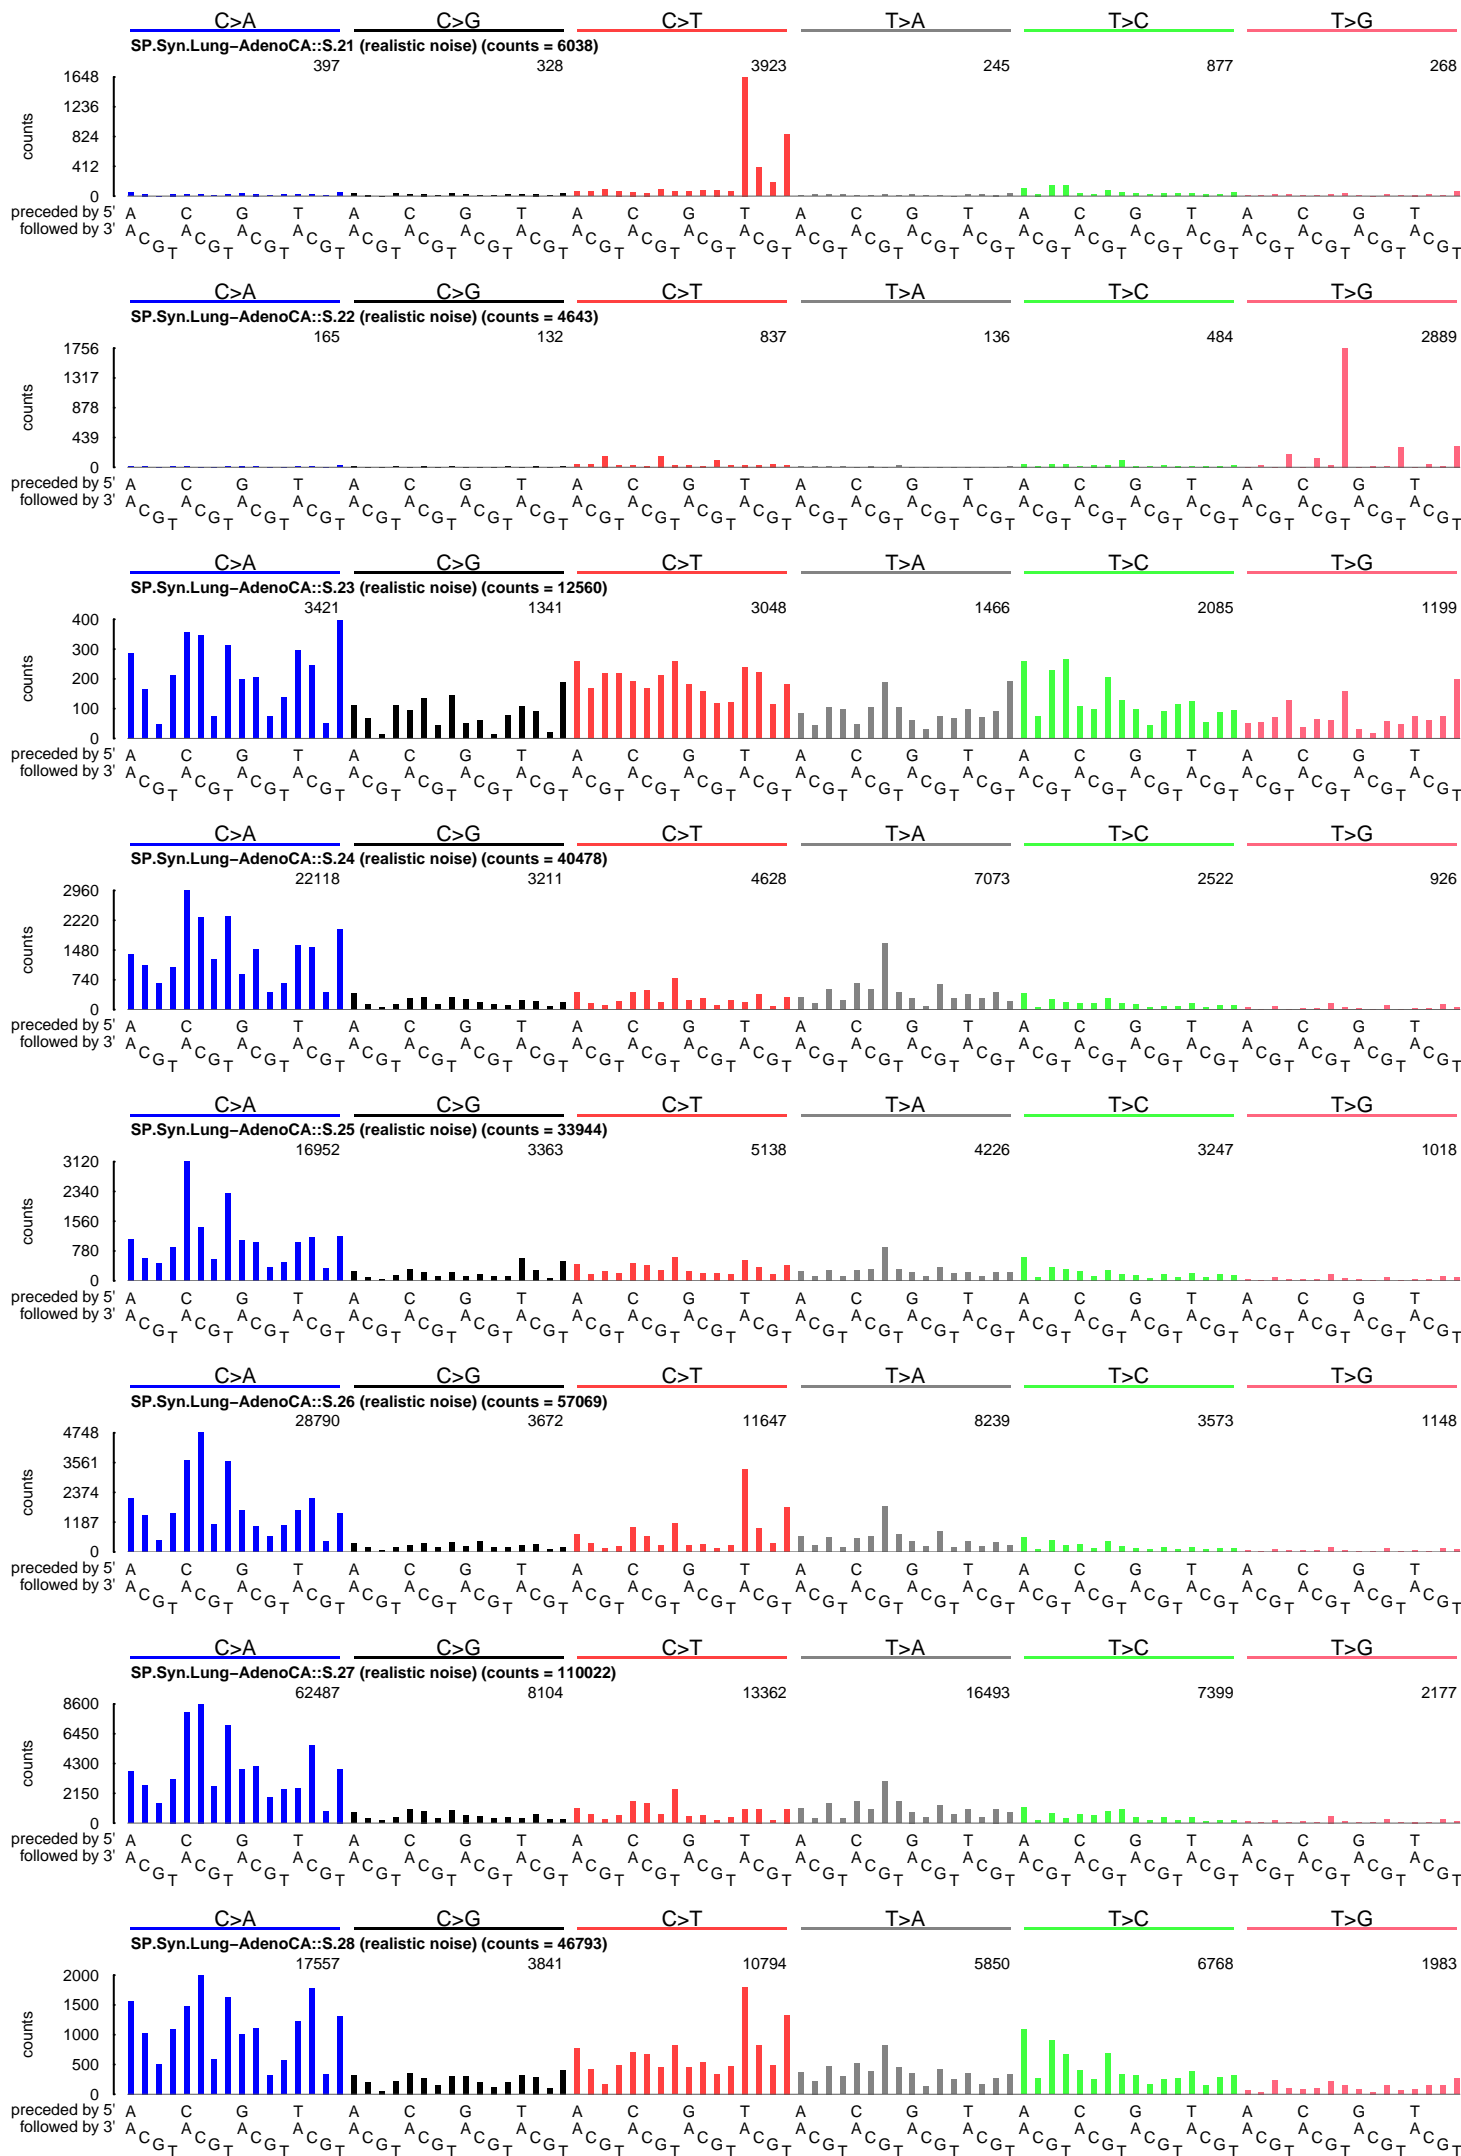 C>A C>G C>T T>A T>C T>G
SP.Syn.Lung−AdenoCA::S.21 (realistic noise) (counts = 6038)
397 328 3923 245 877 268
1648
1236
824
412
0
counts
preceded by 5' A C G T A C G T A C G T A C G T A C G T A C G T
followed by 3' A C G T A C G T A C G T A C G T A C G T A C G T A C G T A C G T A C G T A C G T A C G T A C G T A C G T A C G T A C G T A C G T A C G T A C G T A C G T A C G T A C G T A C G T A C G T A C G T
C>A C>G C>T T>A T>C T>G
SP.Syn.Lung−AdenoCA::S.22 (realistic noise) (counts = 4643)
165 132 837 136 484 2889
1756
1317
878
439
0
counts
preceded by 5' A C G T A C G T A C G T A C G T A C G T A C G T
followed by 3' A C G T A C G T A C G T A C G T A C G T A C G T A C G T A C G T A C G T A C G T A C G T A C G T A C G T A C G T A C G T A C G T A C G T A C G T A C G T A C G T A C G T A C G T A C G T A C G T
C>A C>G C>T T>A T>C T>G
SP.Syn.Lung−AdenoCA::S.23 (realistic noise) (counts = 12560)
3421 1341 3048 1466 2085 1199
400
300
200
100
0
counts
preceded by 5' A C G T A C G T A C G T A C G T A C G T A C G T
followed by 3' A C G T A C G T A C G T A C G T A C G T A C G T A C G T A C G T A C G T A C G T A C G T A C G T A C G T A C G T A C G T A C G T A C G T A C G T A C G T A C G T A C G T A C G T A C G T A C G T
C>A C>G C>T T>A T>C T>G
SP.Syn.Lung−AdenoCA::S.24 (realistic noise) (counts = 40478)
22118 3211 4628 7073 2522 926
2960
2220
1480
740
0
counts
preceded by 5' A C G T A C G T A C G T A C G T A C G T A C G T
followed by 3' A C G T A C G T A C G T A C G T A C G T A C G T A C G T A C G T A C G T A C G T A C G T A C G T A C G T A C G T A C G T A C G T A C G T A C G T A C G T A C G T A C G T A C G T A C G T A C G T
C>A C>G C>T T>A T>C T>G
SP.Syn.Lung−AdenoCA::S.25 (realistic noise) (counts = 33944)
16952 3363 5138 4226 3247 1018
3120
2340
1560
780
0
counts
preceded by 5' A C G T A C G T A C G T A C G T A C G T A C G T
followed by 3' A C G T A C G T A C G T A C G T A C G T A C G T A C G T A C G T A C G T A C G T A C G T A C G T A C G T A C G T A C G T A C G T A C G T A C G T A C G T A C G T A C G T A C G T A C G T A C G T
C>A C>G C>T T>A T>C T>G
SP.Syn.Lung−AdenoCA::S.26 (realistic noise) (counts = 57069)
28790 3672 11647 8239 3573 1148
4748
3561
2374
1187
0
counts
preceded by 5' A C G T A C G T A C G T A C G T A C G T A C G T
followed by 3' A C G T A C G T A C G T A C G T A C G T A C G T A C G T A C G T A C G T A C G T A C G T A C G T A C G T A C G T A C G T A C G T A C G T A C G T A C G T A C G T A C G T A C G T A C G T A C G T
C>A C>G C>T T>A T>C T>G
SP.Syn.Lung−AdenoCA::S.27 (realistic noise) (counts = 110022)
62487 8104 13362 16493 7399 2177
8600
6450
4300
2150
0
counts
preceded by 5' A C G T A C G T A C G T A C G T A C G T A C G T
followed by 3' A C G T A C G T A C G T A C G T A C G T A C G T A C G T A C G T A C G T A C G T A C G T A C G T A C G T A C G T A C G T A C G T A C G T A C G T A C G T A C G T A C G T A C G T A C G T A C G T
C>A C>G C>T T>A T>C T>G
SP.Syn.Lung−AdenoCA::S.28 (realistic noise) (counts = 46793)
17557 3841 10794 5850 6768 1983
2000
1500
1000
500
0
counts
preceded by 5' A C G T A C G T A C G T A C G T A C G T A C G T
followed by 3' A C G T A C G T A C G T A C G T A C G T A C G T A C G T A C G T A C G T A C G T A C G T A C G T A C G T A C G T A C G T A C G T A C G T A C G T A C G T A C G T A C G T A C G T A C G T A C G T